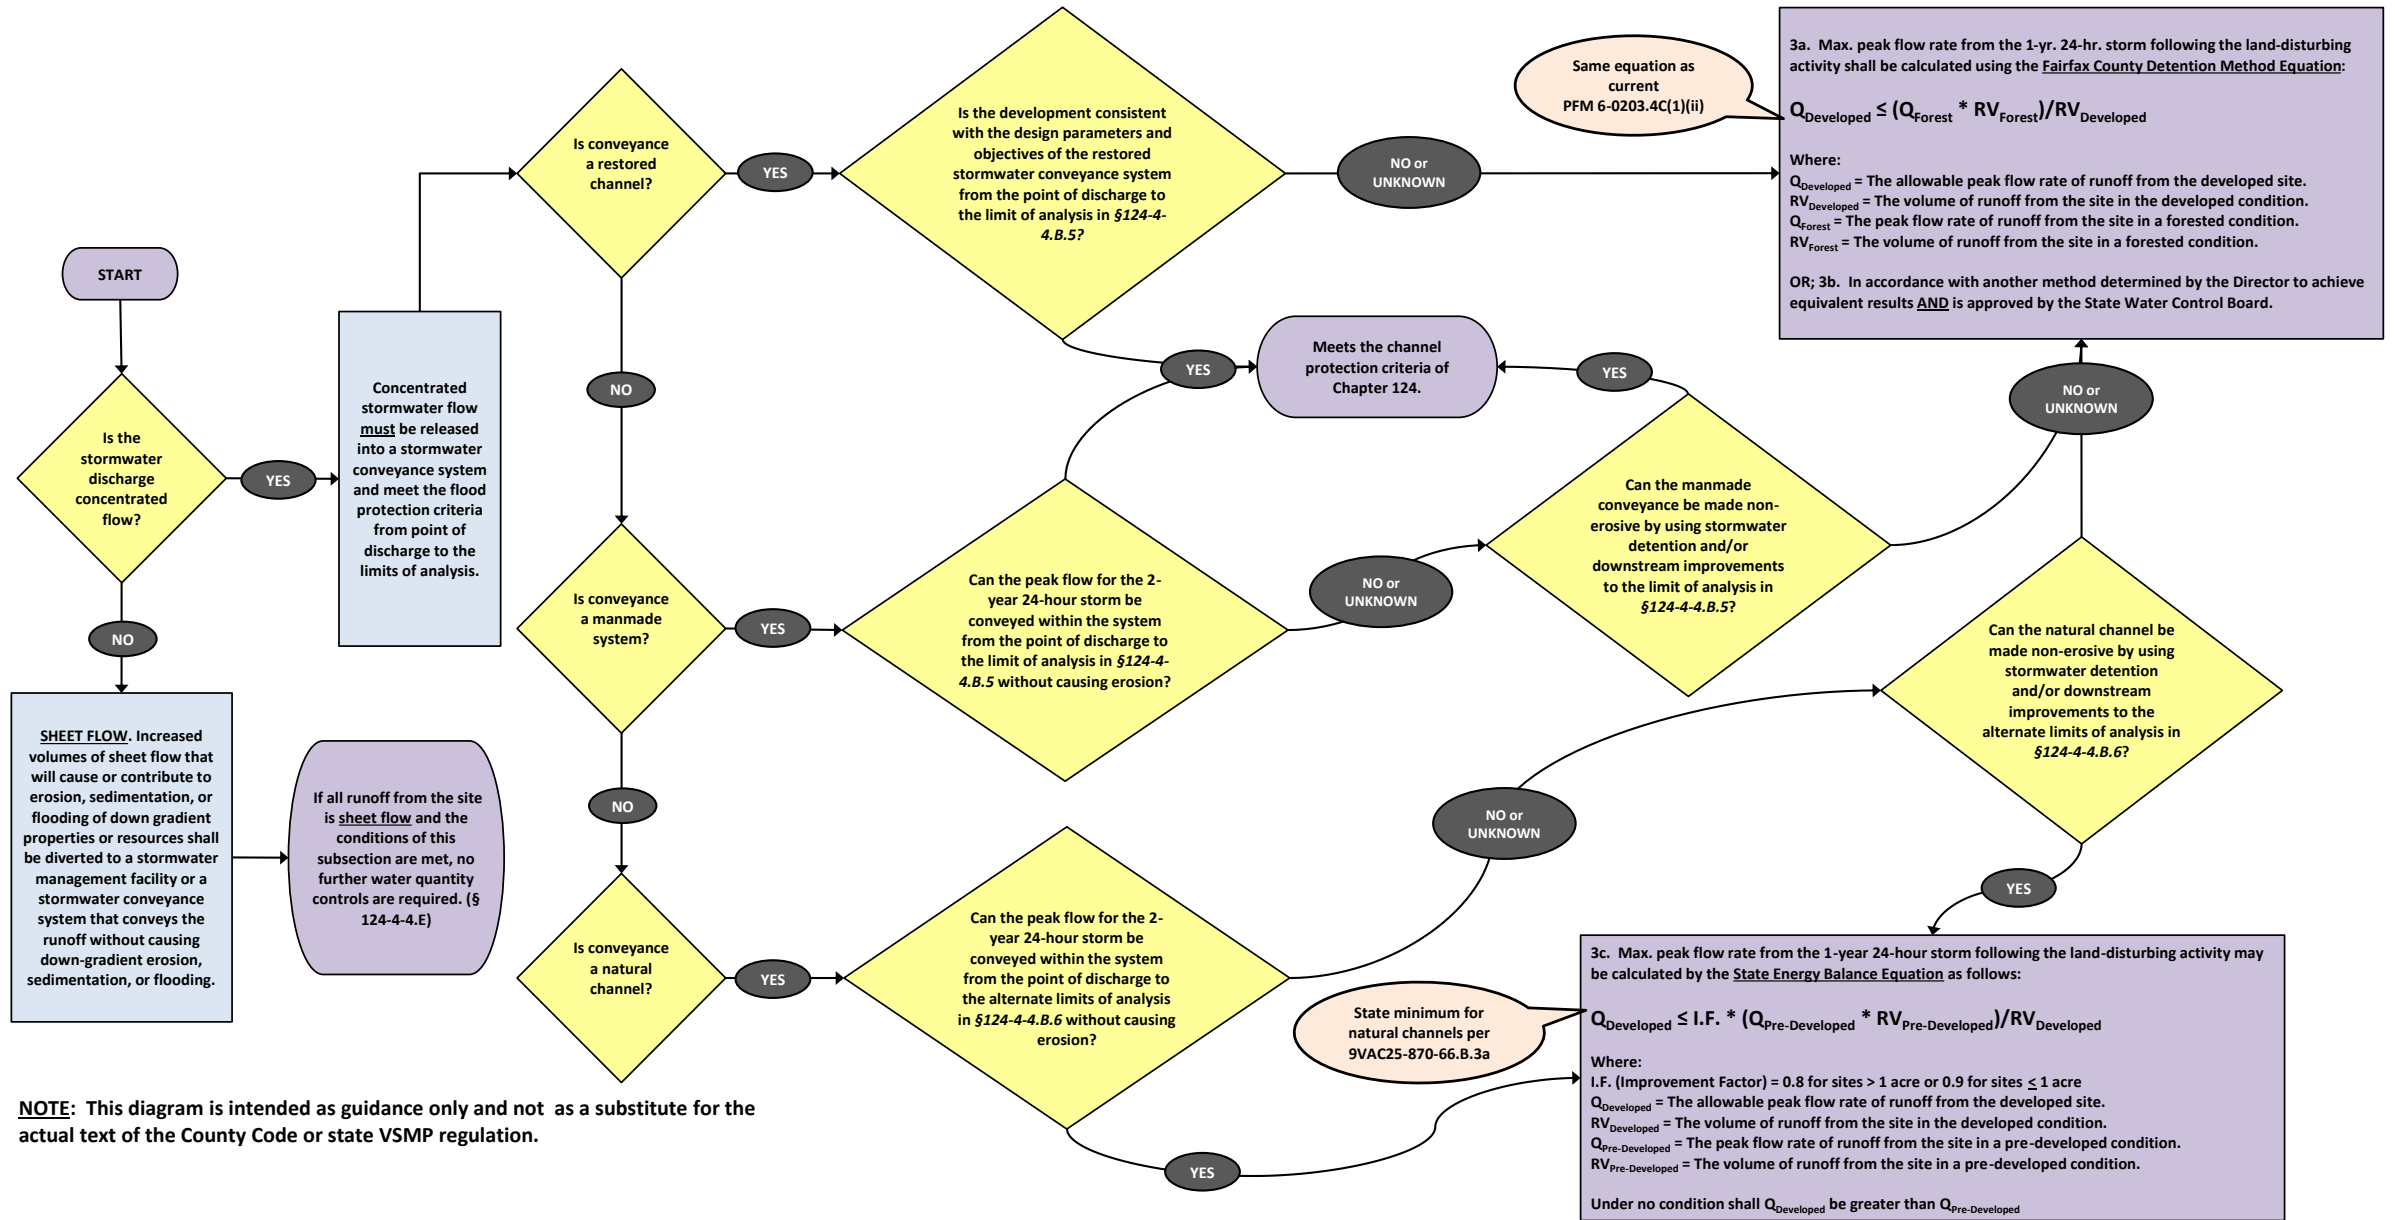 START
Is the
stormwater
discharge
concentrated
flow?
YES
NO
SHEET FLOW. Increased
volumes of sheet flow that
will cause or contribute to
erosion, sedimentation, or
flooding of down gradient
properties or resources shall
be diverted to a stormwater
management facility or a
stormwater conveyance
system that conveys the
runoff without causing
down-gradient erosion,
sedimentation, or flooding.
If all runoff from the site
is sheet flow and the
conditions of this
subsection are met, no
further water quantity
controls are required. (§
124-4-4.E)
Concentrated
stormwater flow
must be released
into a stormwater
conveyance system
and meet the flood
protection criteria
from point of
discharge to the
limits of analysis.
Is conveyance
a restored
channel?
YES
NO
Is the development consistent
with the design parameters and
objectives of the restored
stormwater conveyance system
from the point of discharge to
the limit of analysis in §124-4-
4.B.5?
NO or
UNKNOWN
YES
Same equation as
current
PFM 6-0203.4C(1)(ii)
3a. Max. peak flow rate from the 1-yr. 24-hr. storm following the land-disturbing
activity shall be calculated using the Fairfax County Detention Method Equation:
QDeveloped ≤ (QForest * RVForest)/RVDeveloped
Where:
QDeveloped = The allowable peak flow rate of runoff from the developed site.
RVDeveloped = The volume of runoff from the site in the developed condition.
QForest = The peak flow rate of runoff from the site in a forested condition.
RVForest = The volume of runoff from the site in a forested condition.
OR; 3b. In accordance with another method determined by the Director to achieve
equivalent results AND is approved by the State Water Control Board.
Meets the channel
protection criteria of
Chapter 124.
YES
NO or
UNKNOWN
Is conveyance
a manmade
system?
YES
NO
Can the peak flow for the 2-
year 24-hour storm be
conveyed within the system
from the point of discharge to
the limit of analysis in §124-4-
4.B.5 without causing erosion?
NO or
UNKNOWN
Can the manmade
conveyance be made non-
erosive by using stormwater
detention and/or
downstream improvements
to the limit of analysis in
§124-4-4.B.5?
Can the natural channel be
made non-erosive by using
stormwater detention
and/or downstream
improvements to the
alternate limits of analysis in
§124-4-4.B.6?
YES
NO or
UNKNOWN
Is conveyance
a natural
channel?
YES
Can the peak flow for the 2-
year 24-hour storm be
conveyed within the system
from the point of discharge to
the alternate limits of analysis
in §124-4-4.B.6 without causing
erosion?
YES
State minimum for
natural channels per
9VAC25-870-66.B.3a
3c. Max. peak flow rate from the 1-year 24-hour storm following the land-disturbing activity may
be calculated by the State Energy Balance Equation as follows:
QDeveloped ≤ I.F. * (QPre-Developed * RVPre-Developed)/RVDeveloped
Where:
I.F. (Improvement Factor) = 0.8 for sites > 1 acre or 0.9 for sites < 1 acre
QDeveloped = The allowable peak flow rate of runoff from the developed site.
RVDeveloped = The volume of runoff from the site in the developed condition.
QPre-Developed = The peak flow rate of runoff from the site in a pre-developed condition.
RVPre-Developed = The volume of runoff from the site in a pre-developed condition.
Under no condition shall QDeveloped be greater than QPre-Developed
NOTE: This diagram is intended as guidance only and not as a substitute for the
actual text of the County Code or state VSMP regulation.